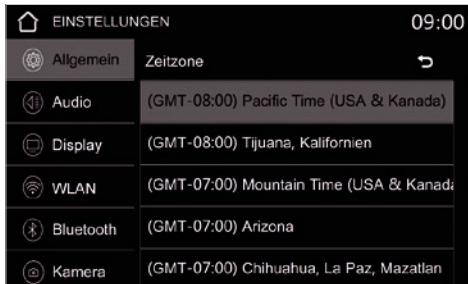 EINSTELLUNGEN 09:00
Allgemein
Zeitzone
Audio
(GMT-08:00) Pacific Time (USA & Kanada)
Display
(GMT-08:00) Tijuana, Kalifornien
WLAN
(GMT-07:00) Mountain Time (USA & Kanada
Bluetooth
(GMT-07:00) Arizona
Kamera
(GMT-07:00) Chihuahua, La Paz, Mazatlan